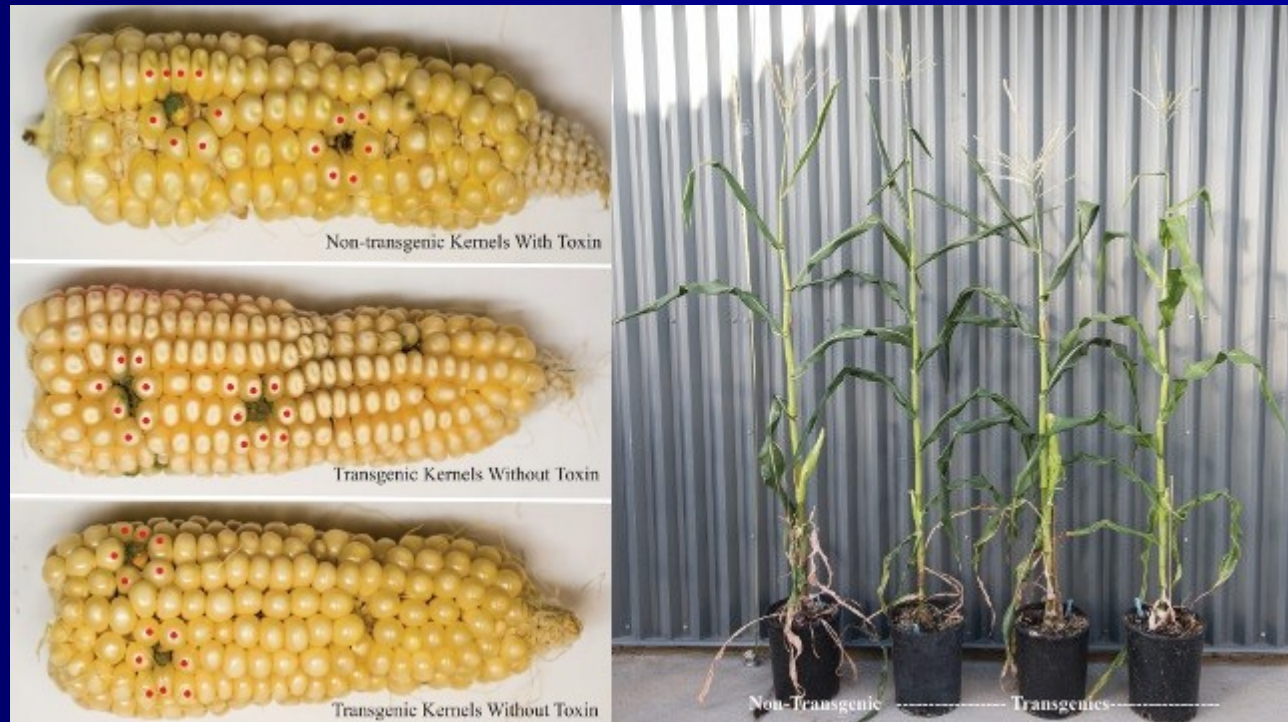 Non-transgenic Kernels With Toxin
Transgenic Kernels Without Toxin
Transgenic Kernels Without Toxin
Non-Transgenic -------------------- Transgenics--------------------